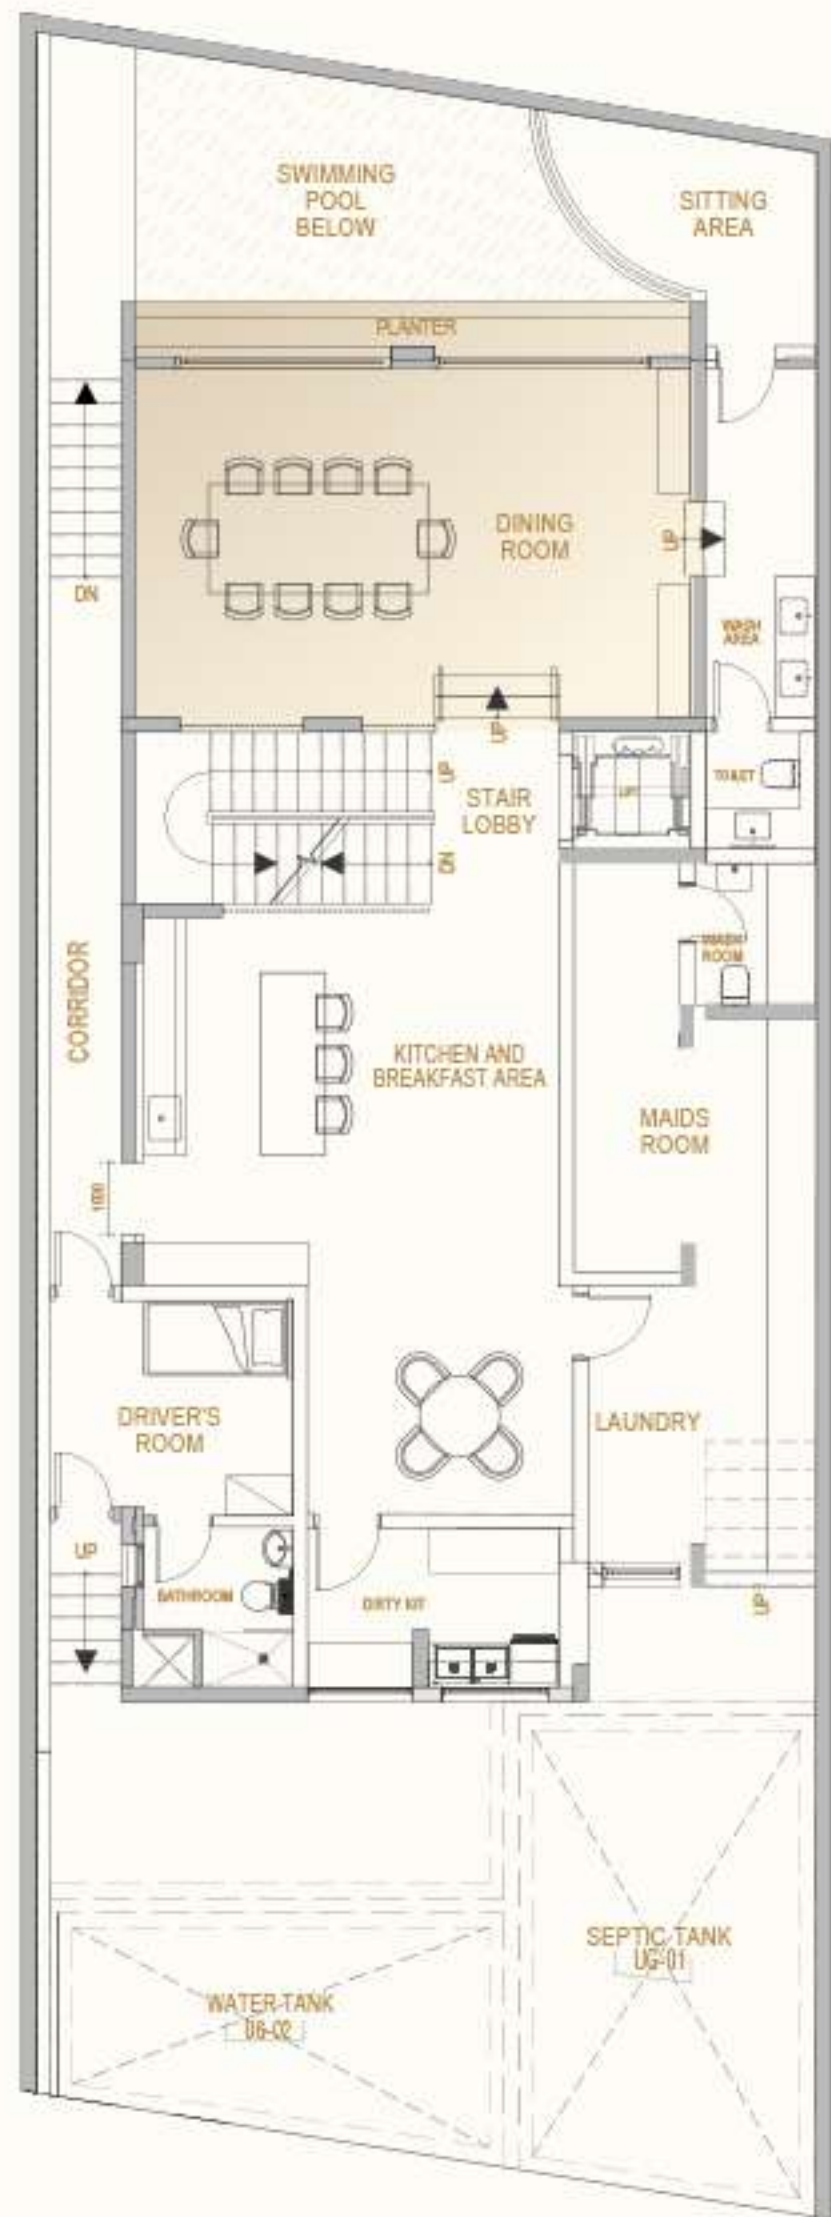 SWIMMING
POOL
BELOW
SITTING
AREA
PLANTER
DINING
ROOM
UP
DN
WASH
AREA
UP
UP
STAIR
LOBBY
LIFT
TOILET
DN
CORRIDOR
WASH
ROOM
KITCHEN AND
BREAKFAST AREA
MAIDS
ROOM
1000
DRIVER'S
ROOM
LAUNDRY
UP
BATHROOM
DIRTY KIT
UP
SEPTIC TANK
UG-01
WATER TANK